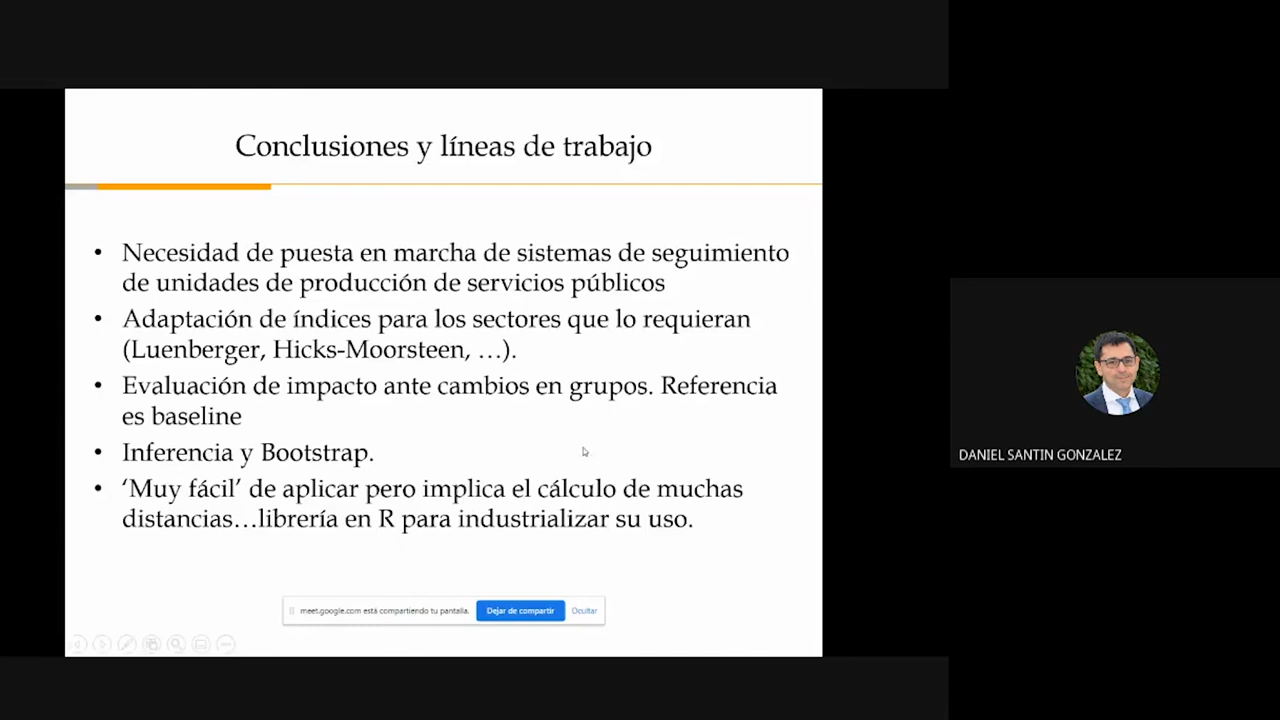 Conclusiones y líneas de trabajo
• Necesidad de puesta en marcha de sistemas de seguimiento
de unidades de producción de servicios públicos
• Adaptación de índices para los sectores que lo requieran
(Luenberger, Hicks-Moorsteen, …).
• Evaluación de impacto ante cambios en grupos. Referencia
es baseline
• Inferencia y Bootstrap.
• ‘Muy fácil’ de aplicar pero implica el cálculo de muchas
distancias…librería en R para industrializar su uso.
meet.google.com está compartiendo tu pantalla. Dejar de compartir Ocultar
DANIEL SANTIN GONZALEZ